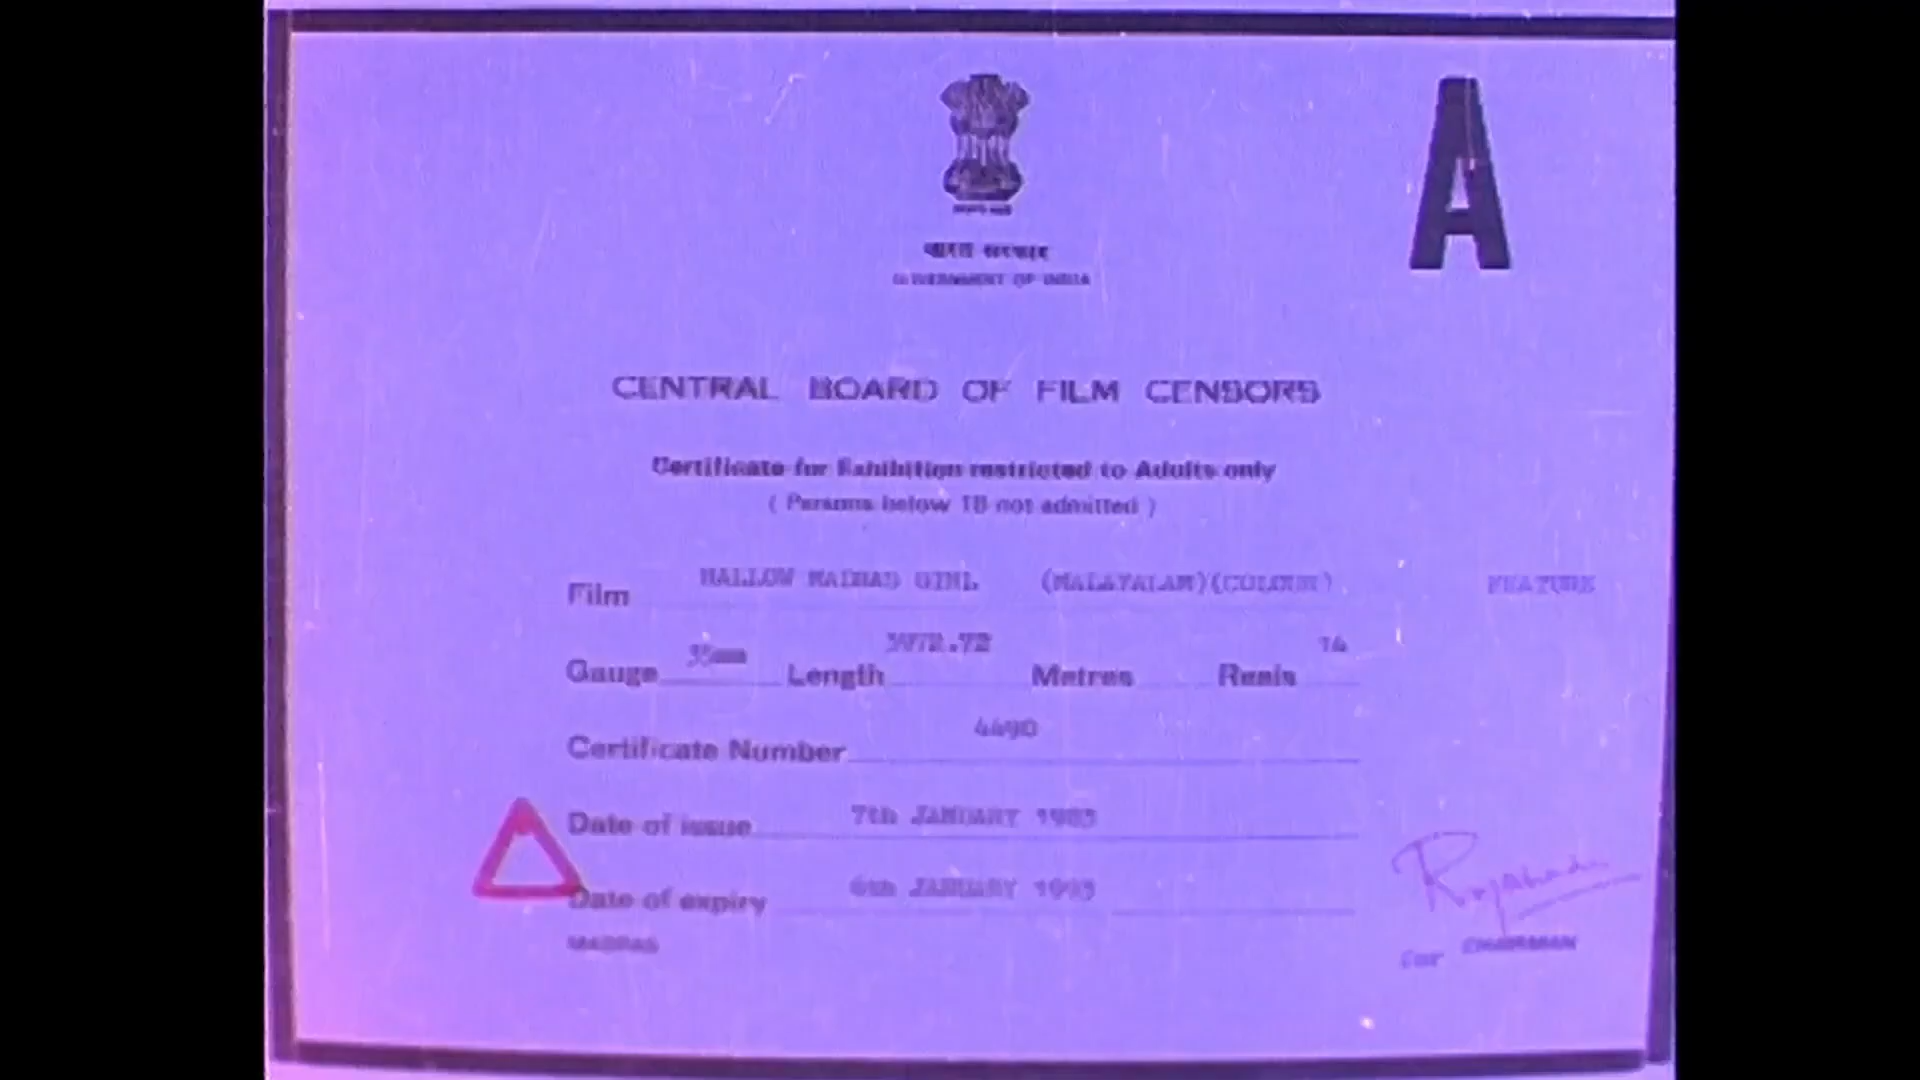 A
भारत सरकार
GOVERNMENT OF INDIA
CENTRAL BOARD OF FILM CENSORS
Certificate for Exhibition restricted to Adults only
( Persons below 18 not admitted )
Film HALLOW MADRAS GIRL (MALAYALAM)(COLOUR) FEATURE
Gauge 35mm Length 3972.72 Metres Reels 14
Certificate Number 4490
Date of issue 7th JANUARY 1983
Date of expiry 6th JANUARY 1993
MADRAS
for CHAIRMAN